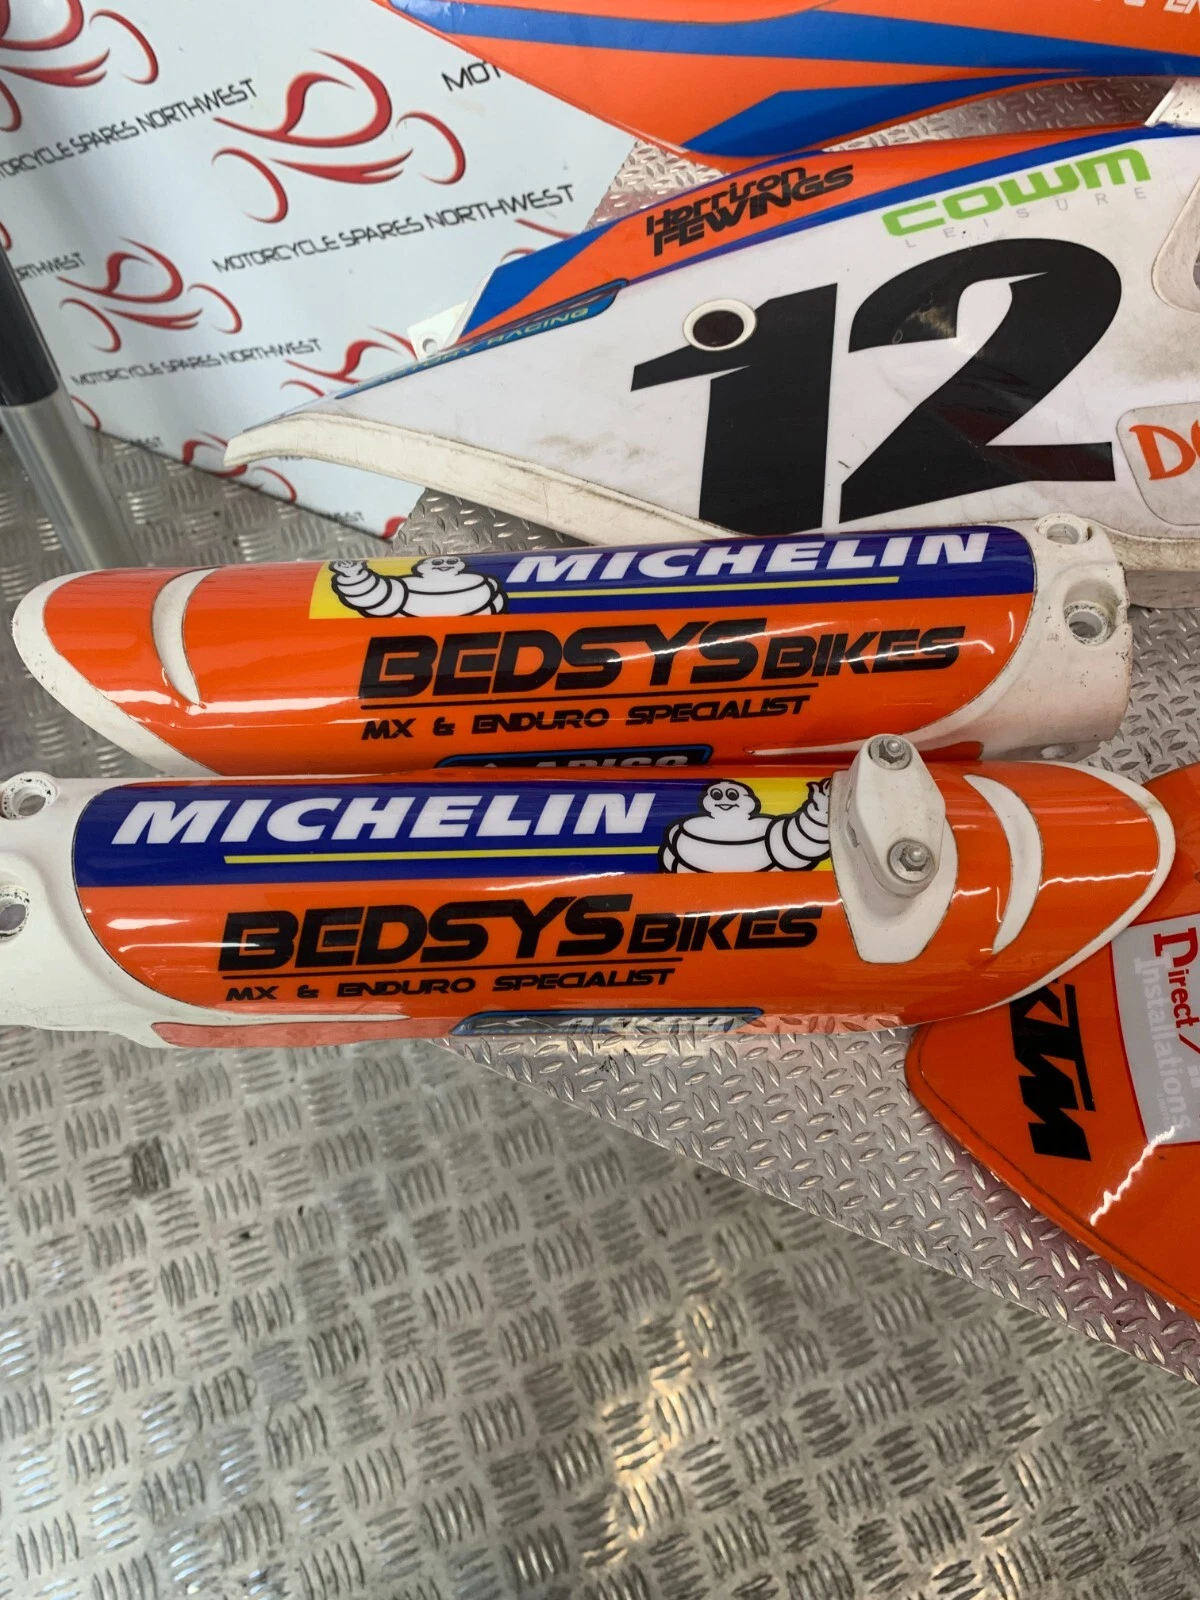 MOTORCYCLE SPARES NORTHWEST
MOTORCYCLE SPARES NORTHWEST
MOTORCYCLE SPARES NORTHWEST
Harrison
FEWINGS
COWM
LEISURE
RACING
12
MICHELIN
BEDSYS BIKES
MX & ENDURO SPECIALIST
MICHELIN
BEDSYS BIKES
MX & ENDURO SPECIALIST
KTM
Direct
Installations